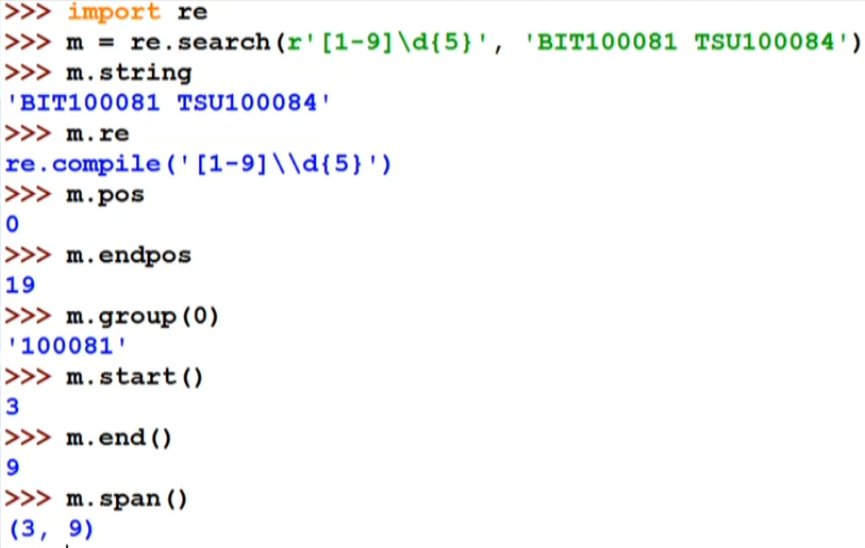 >>> import re
>>> m = re.search(r'[1-9]\d{5}', 'BIT100081 TSU100084')
>>> m.string
'BIT100081 TSU100084'
>>> m.re
re.compile('[1-9]\\d{5}')
>>> m.pos
0
>>> m.endpos
19
>>> m.group(0)
'100081'
>>> m.start()
3
>>> m.end()
9
>>> m.span()
(3, 9)